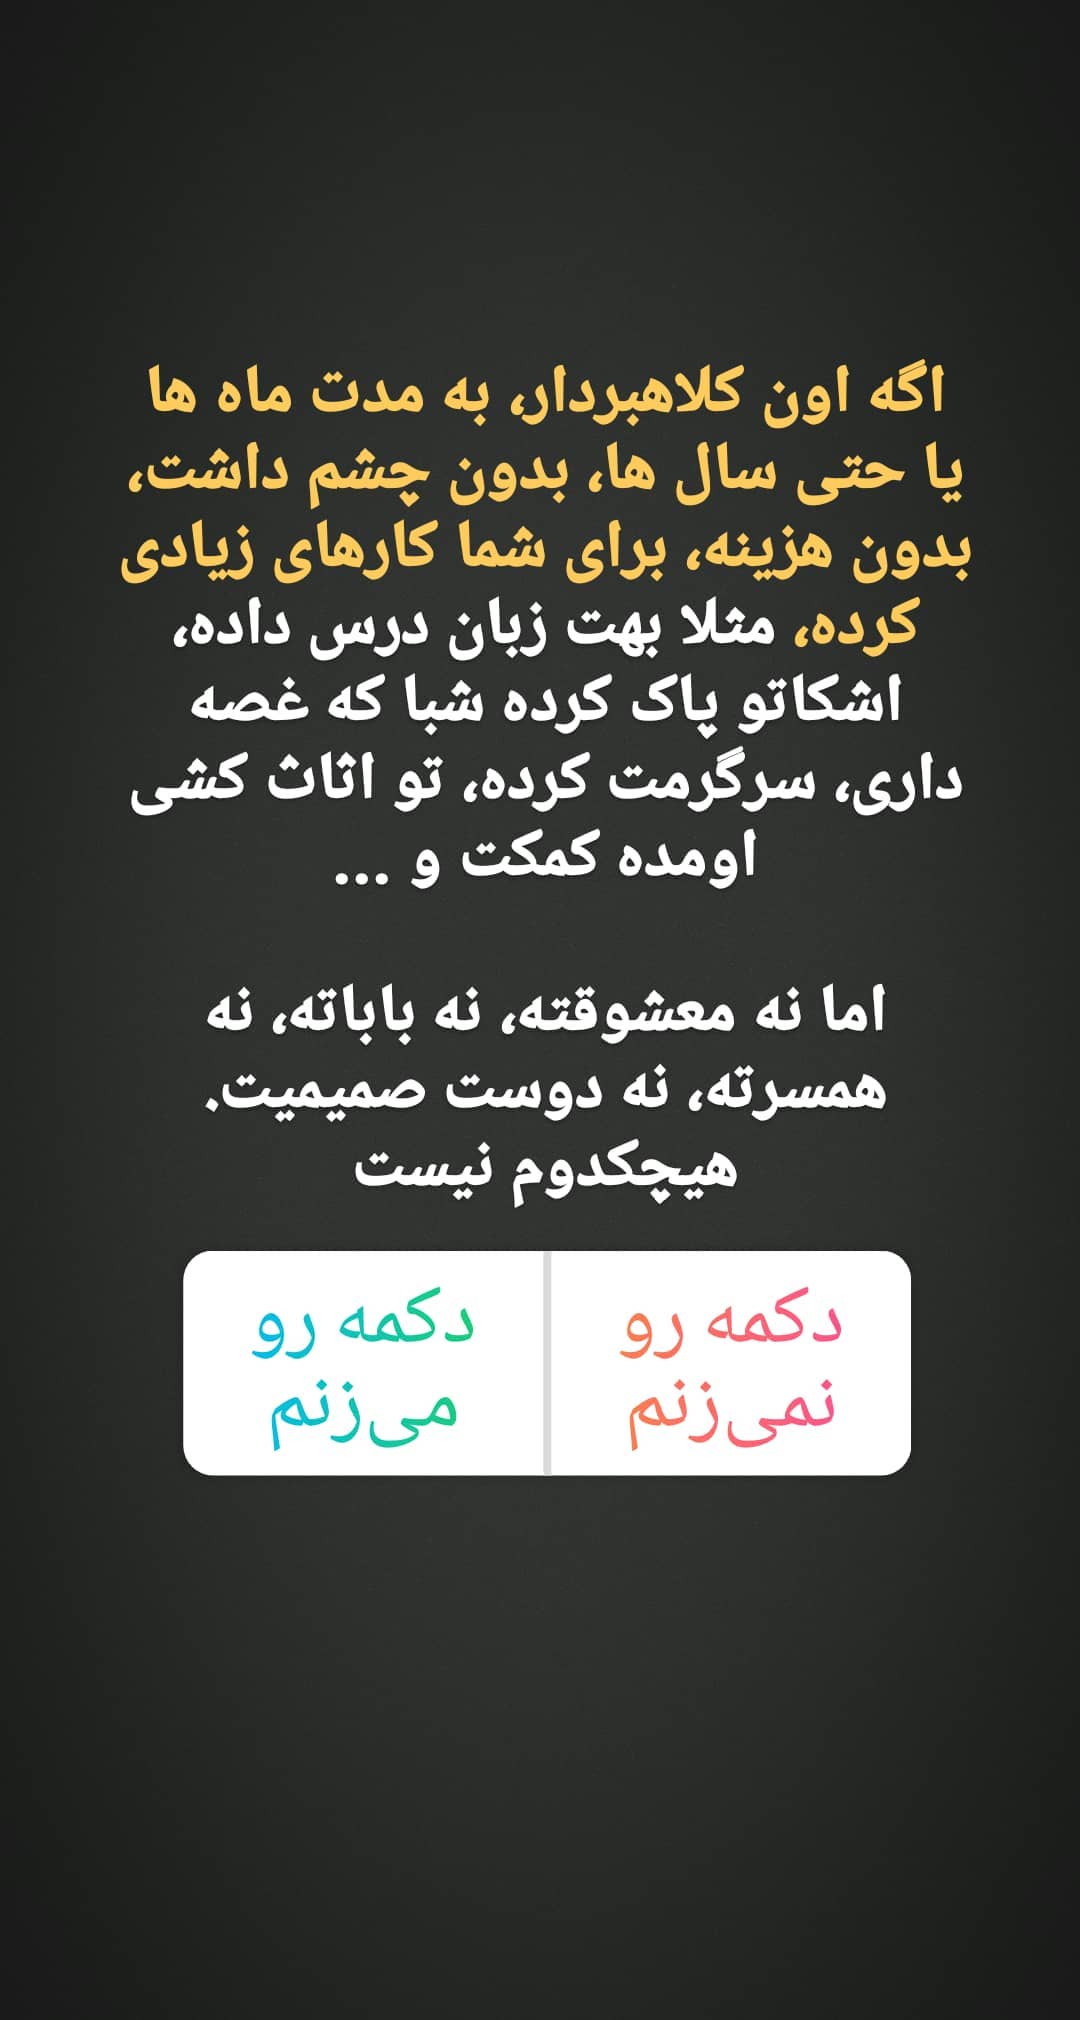 اگه اون کلاهبردار، به مدت ماه ها
یا حتی سال ها، بدون چشم داشت،
بدون هزینه، برای شما کارهای زیادی
کرده، مثلا بهت زبان درس داده،
اشکاتو پاک کرده شبا که غصه
داری، سرگرمت کرده، تو اثاث کشی
اومده کمکت و ...
اما نه معشوقته، نه باباته، نه
همسرته، نه دوست صمیمیت.
هیچکدوم نیست
دکمه رو
نمی‌زنم
دکمه رو
می‌زنم